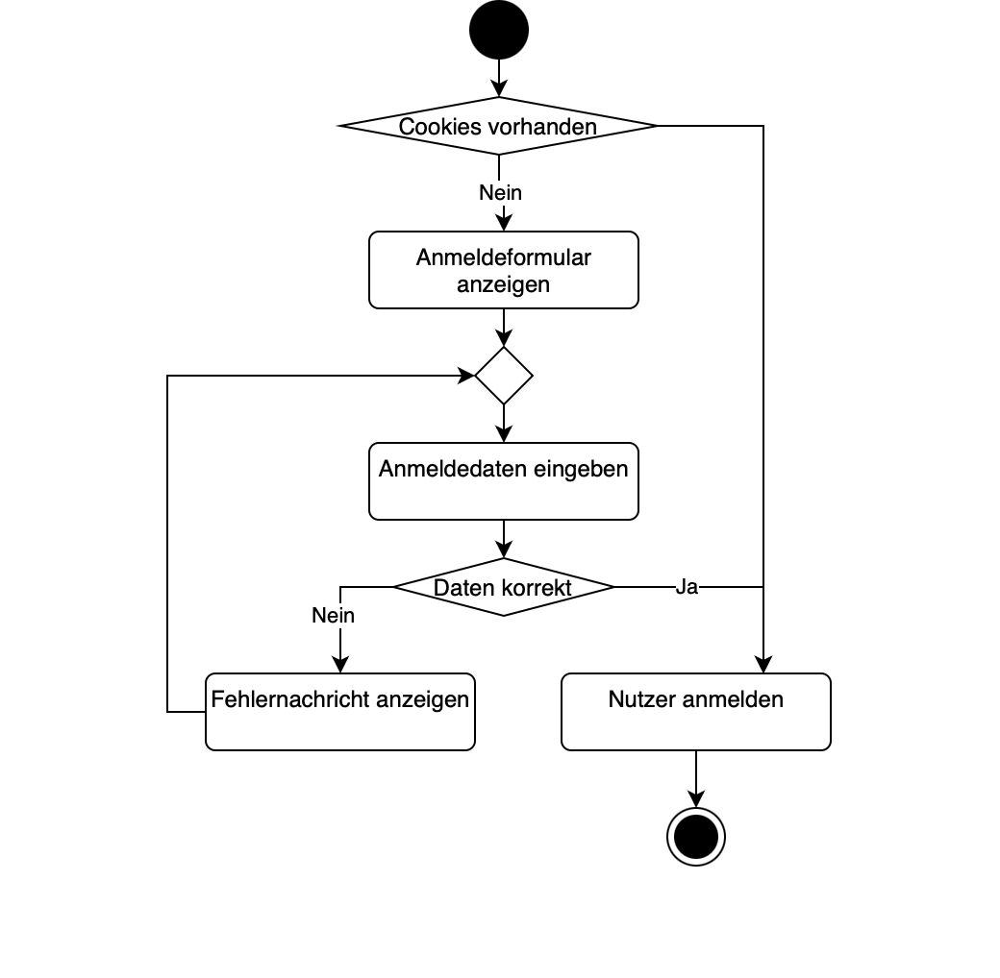 Cookies vorhanden
Nein
Anmeldeformular
anzeigen
Anmeldedaten eingeben
Daten korrekt
Ja
Nein
Fehlernachricht anzeigen
Nutzer anmelden